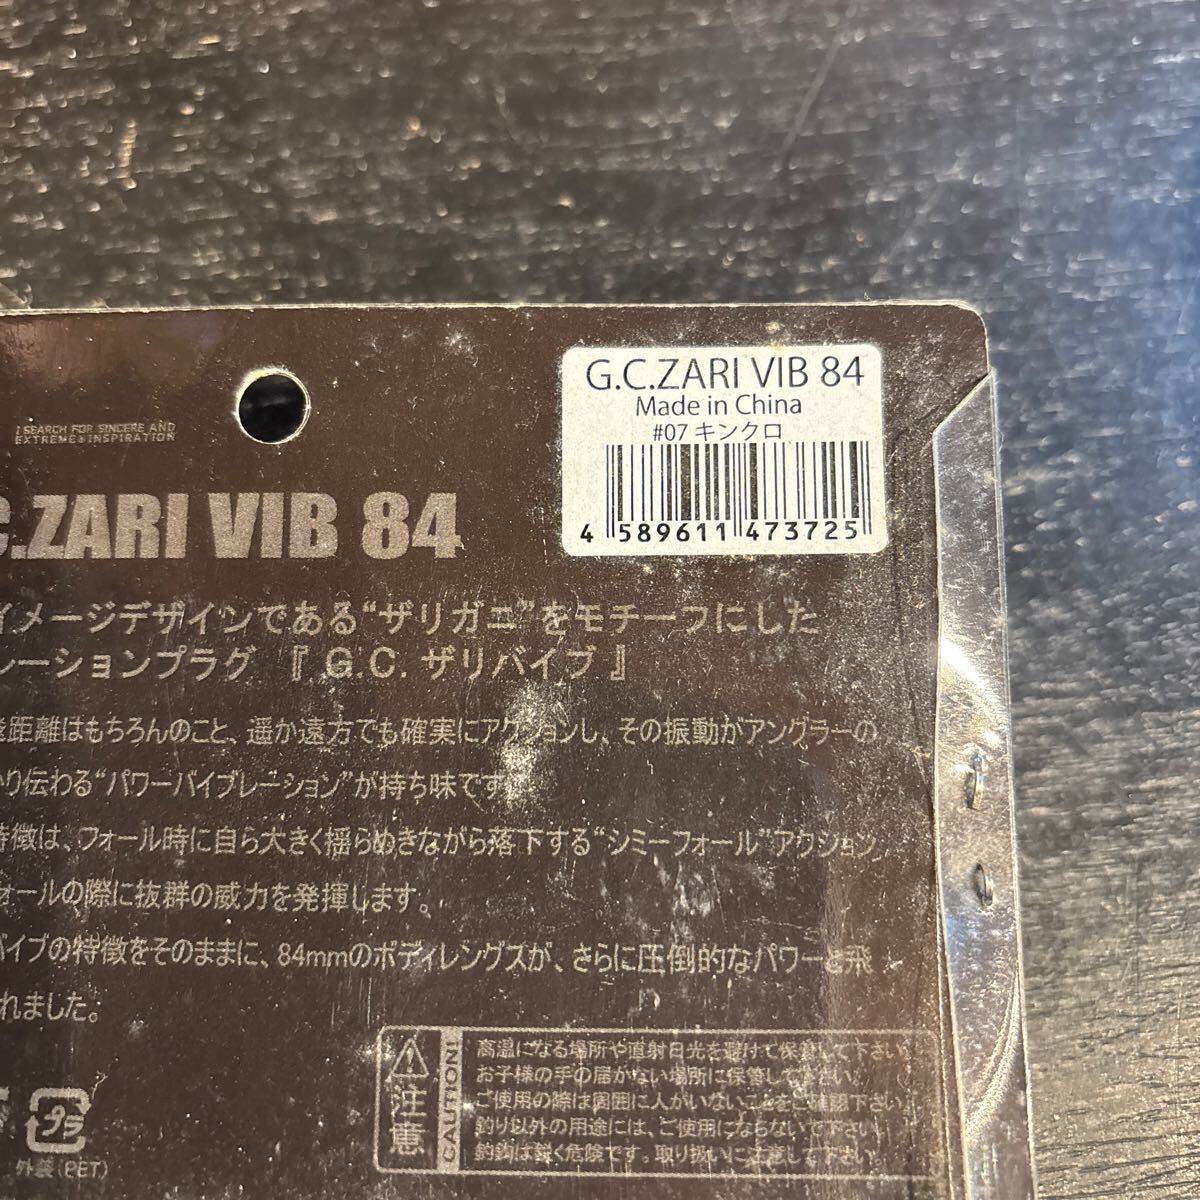 G.C.ZARI VIB 84
Made in China
#07 キンクロ
4 589611 473725
I SEARCH FOR SINCERE AND
EXTREME&INSPIRATION
C.ZARI VIB 84
イメージデザインである“ザリガニ”をモチーフにした
レーションプラグ 『 G.C. ザリバイブ 』
距離はもちろんのこと、遥か遠方でも確実にアクションし、その振動がアングラーの
り伝わる“パワーバイブレーション”が持ち味です
特徴は、フォール時に自ら大きく揺らめきながら落下する“シミーフォール”アクション
ォールの際に抜群の威力を発揮します。
バイブの特徴をそのままに、84mmのボディレングスが、さらに圧倒的なパワーと飛
れました。
注意
CAUTION!
高温になる場所や直射日光を避けて保管して下さい。
お子様の手の届かない場所に保管して下さい。
ご使用の際は周囲に人がいないことをご確認下さい。
釣り以外の用途には、ご使用にならないで下さい。
釣鈎は鋭く危険です。取り扱いに注意して下さい。
プラ
外装(PET)